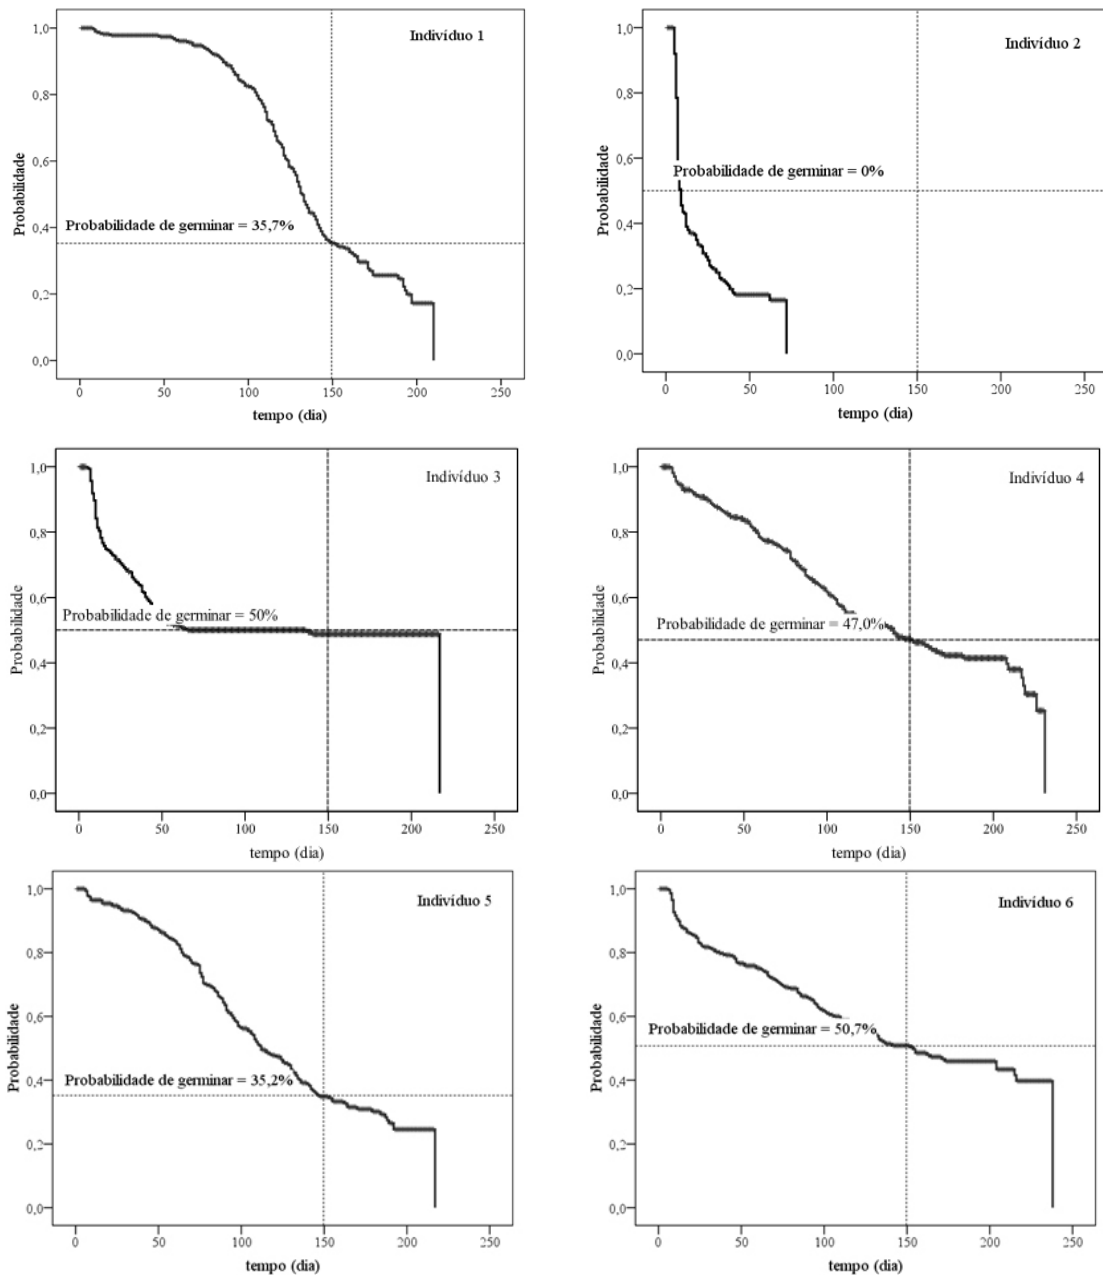 Indivíduo 1
Probabilidade
1,0
0,8
0,6
0,4
0,2
0,0
Probabilidade de germinar = 35,7%
0 50 100 150 200 250
tempo (dia)
Indivíduo 2
Probabilidade
1,0
0,8
0,6
0,4
0,2
0,0
Probabilidade de germinar = 0%
0 50 100 150 200 250
tempo (dia)
Indivíduo 3
Probabilidade
1,0
0,8
0,6
0,4
0,2
0,0
Probabilidade de germinar = 50%
0 50 100 150 200 250
tempo (dia)
Indivíduo 4
Probabilidade
1,0
0,8
0,6
0,4
0,2
0,0
Probabilidade de germinar = 47,0%
0 50 100 150 200 250
tempo (dia)
Indivíduo 5
Probabilidade
1,0
0,8
0,6
0,4
0,2
0,0
Probabilidade de germinar = 35,2%
0 50 100 150 200 250
tempo (dia)
Indivíduo 6
Probabilidade
1,0
0,8
0,6
0,4
0,2
0,0
Probabilidade de germinar = 50,7%
0 50 100 150 200 250
tempo (dia)